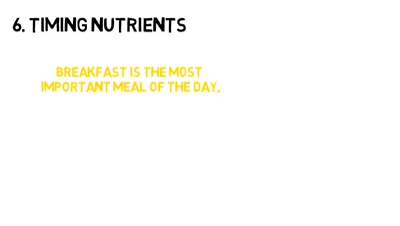 6. TIMING NUTRIENTS
BREAKFAST IS THE MOST
IMPORTANT MEAL OF THE DAY,